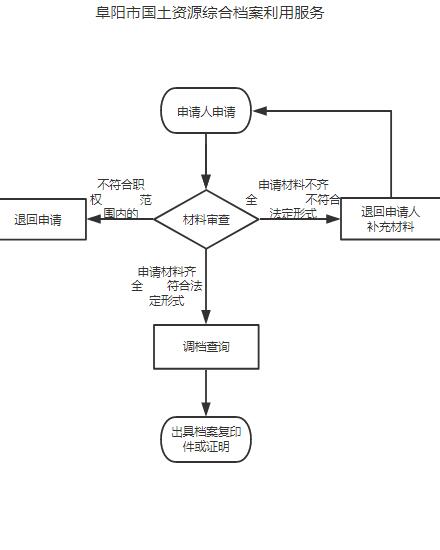 阜阳市国土资源综合档案利用服务
申请人申请
不符合职
权 范
围内的
申请材料不齐
全 不符合
法定形式
退回申请
材料审查
退回申请人
补充材料
申请材料齐
全 符合法
定形式
调档查询
出具档案复印
件或证明